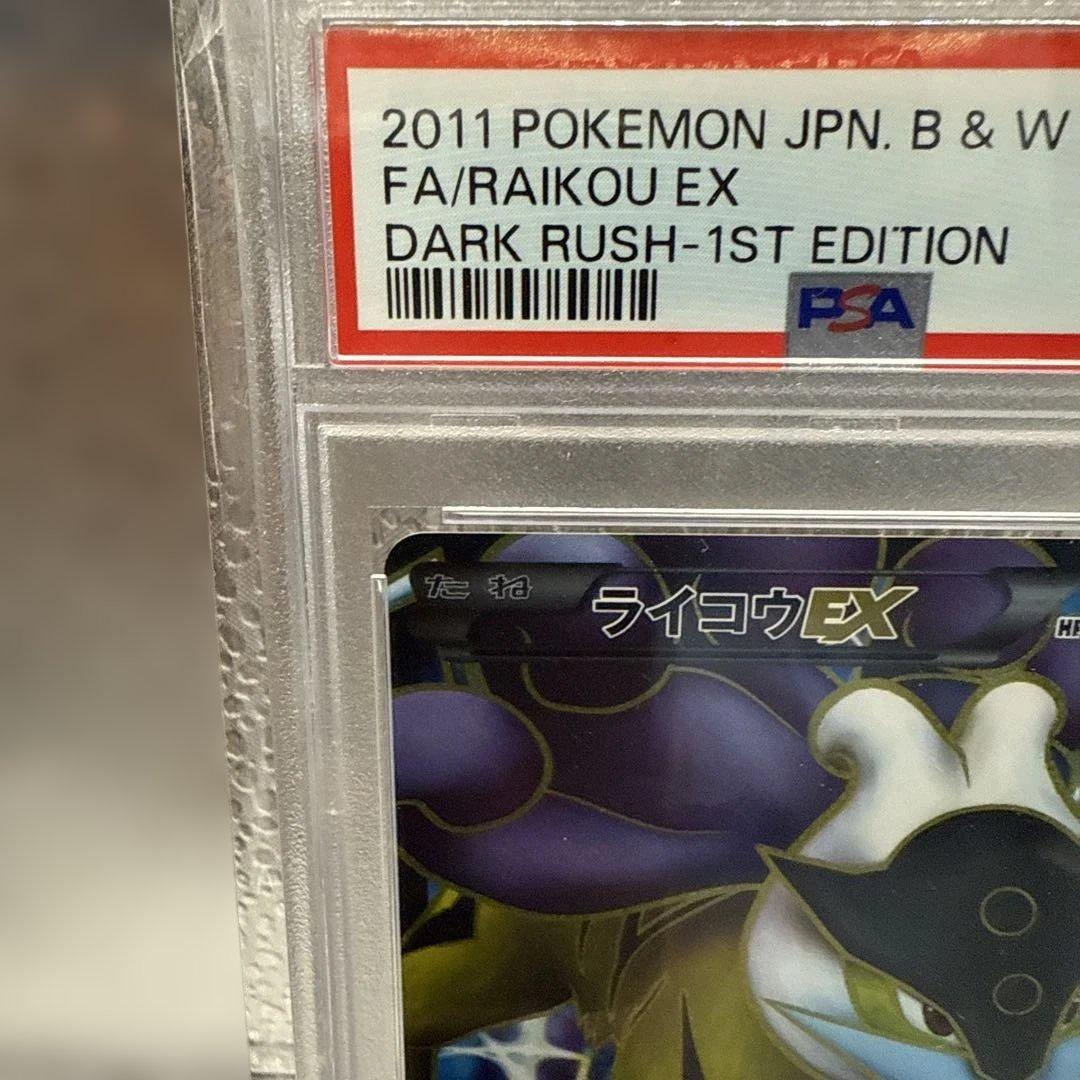 2011 POKEMON JPN. B & W
FA/RAIKOU EX
DARK RUSH-1ST EDITION
PSA
たね ライコウEX